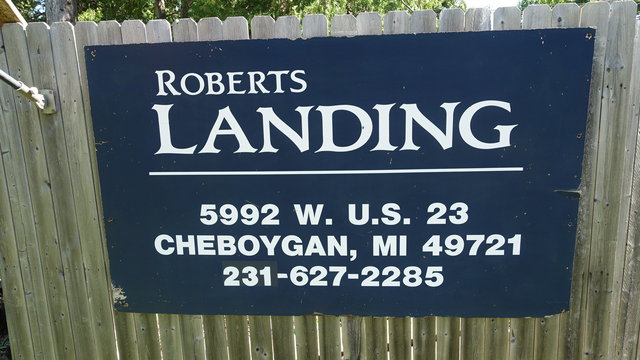 ROBERTS
LANDING
5992 W. U.S. 23
CHEBOYGAN, MI 49721
231-627-2285